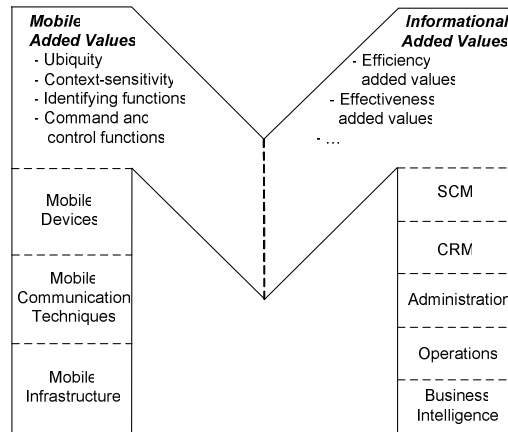 Mobile
Added Values
- Ubiquity
- Context-sensitivity
- Identifying functions
- Command and
control functions
Informational
Added Values
- Efficiency
added values
- Effectiveness
added values
- ...
Mobile
Devices
Mobile
Communication
Techniques
Mobile
Infrastructure
SCM
CRM
Administration
Operations
Business
Intelligence